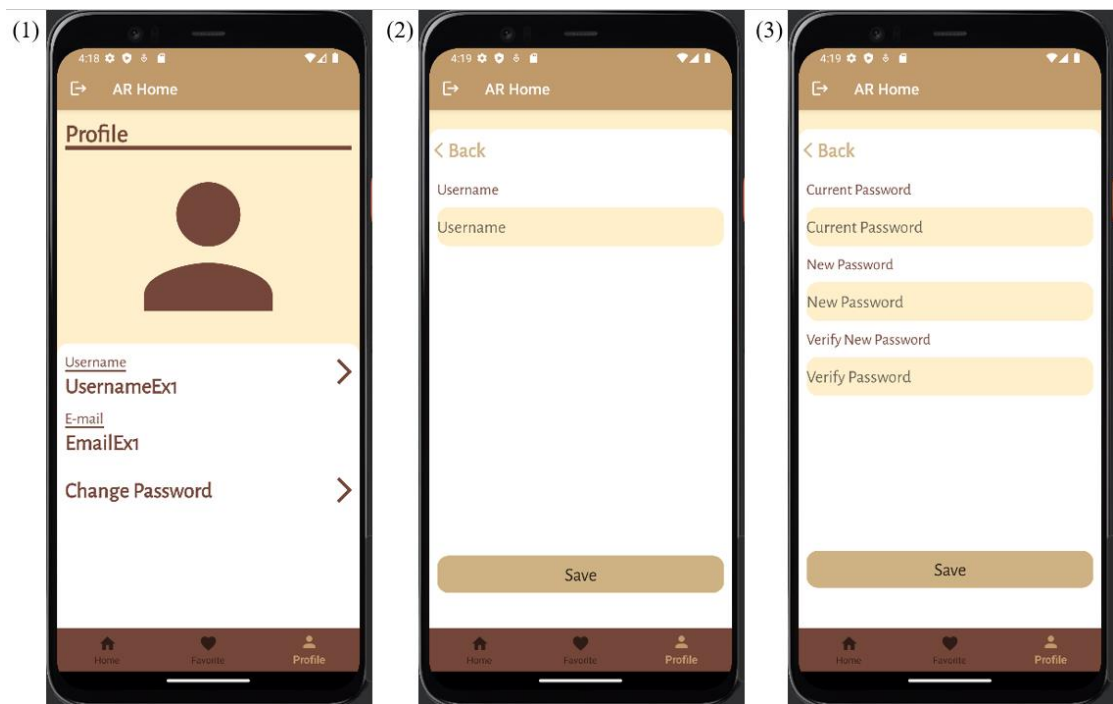 (1)
4:18
AR Home
Profile
Username
UsernameEx1
E-mail
EmailEx1
Change Password
Home Favorite Profile
(2)
4:19
AR Home
< Back
Username
Username
Save
Home Favorite Profile
(3)
4:19
AR Home
< Back
Current Password
Current Password
New Password
New Password
Verify New Password
Verify Password
Save
Home Favorite Profile